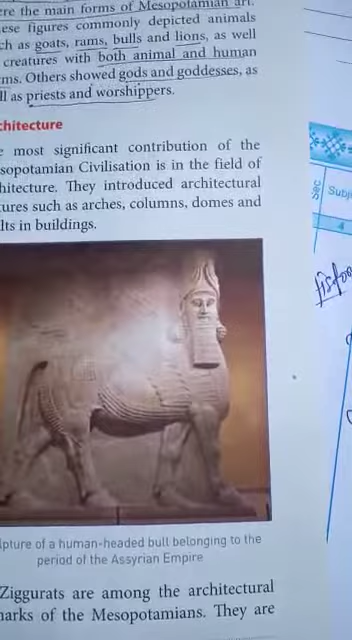 ere the main forms of Mesopotamian art.
ese figures commonly depicted animals
ch as goats, rams, bulls and lions, as well
creatures with both animal and human
ms. Others showed gods and goddesses, as
ll as priests and worshippers.
chitecture
e most significant contribution of the
sopotamian Civilisation is in the field of
hitecture. They introduced architectural
tures such as arches, columns, domes and
lts in buildings.
lpture of a human-headed bull belonging to the
period of the Assyrian Empire
Ziggurats are among the architectural
marks of the Mesopotamians. They are
Sec
Subj
4